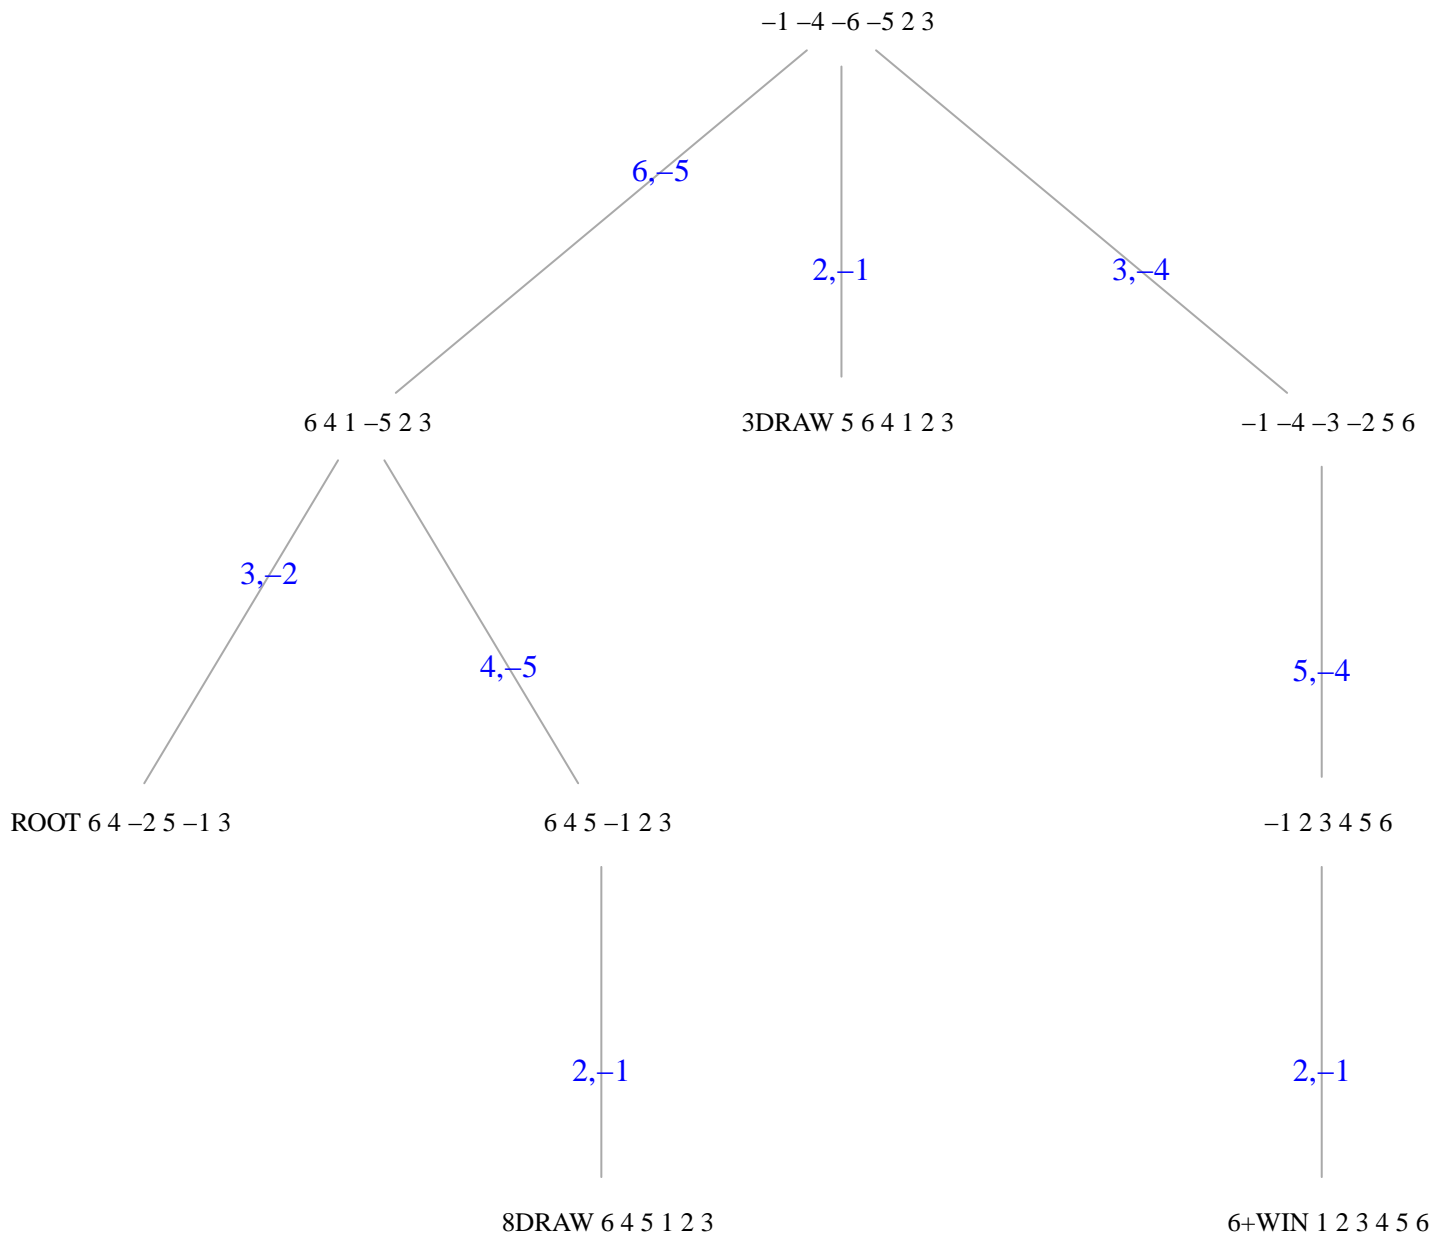 –1 –4 –6 –5 2 3
6,–5
2,–1
3,–4
6 4 1 –5 2 3
3DRAW 5 6 4 1 2 3
–1 –4 –3 –2 5 6
3,–2
4,–5
5,–4
ROOT 6 4 –2 5 –1 3
6 4 5 –1 2 3
–1 2 3 4 5 6
2,–1
2,–1
8DRAW 6 4 5 1 2 3
6+WIN 1 2 3 4 5 6